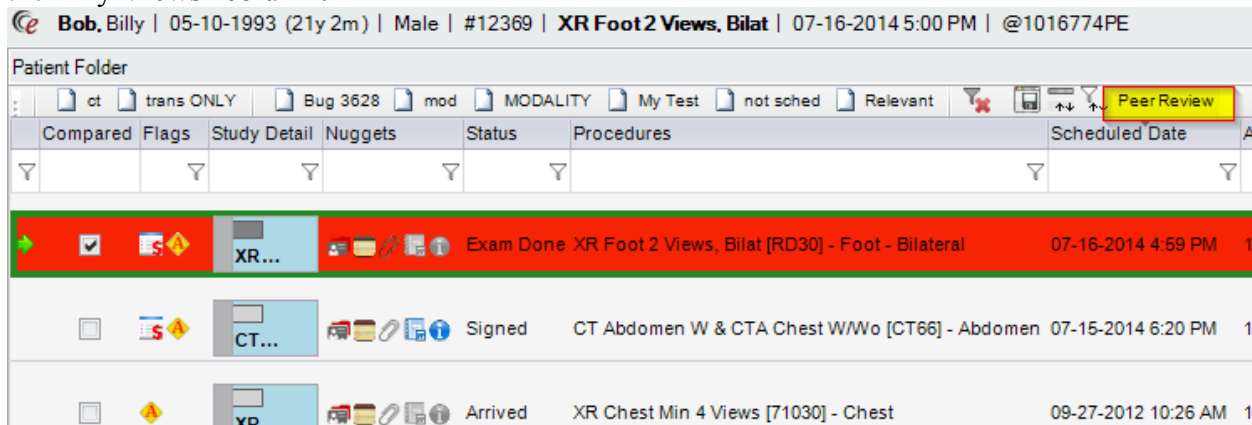 Bob, Billy | 05-10-1993 (21y 2m) | Male | #12369 | XR Foot 2 Views, Bilat | 07-16-2014 5:00 PM | @1016774PE
Patient Folder
ct trans ONLY Bug 3628 mod MODALITY My Test not sched Relevant Peer Review
Compared Flags Study Detail Nuggets Status Procedures Scheduled Date A
XR... Exam Done XR Foot 2 Views, Bilat [RD30] - Foot - Bilateral 07-16-2014 4:59 PM 1
CT... Signed CT Abdomen W & CTA Chest W/Wo [CT66] - Abdomen 07-15-2014 6:20 PM 1
XR Arrived XR Chest Min 4 Views [71030] - Chest 09-27-2012 10:26 AM 1